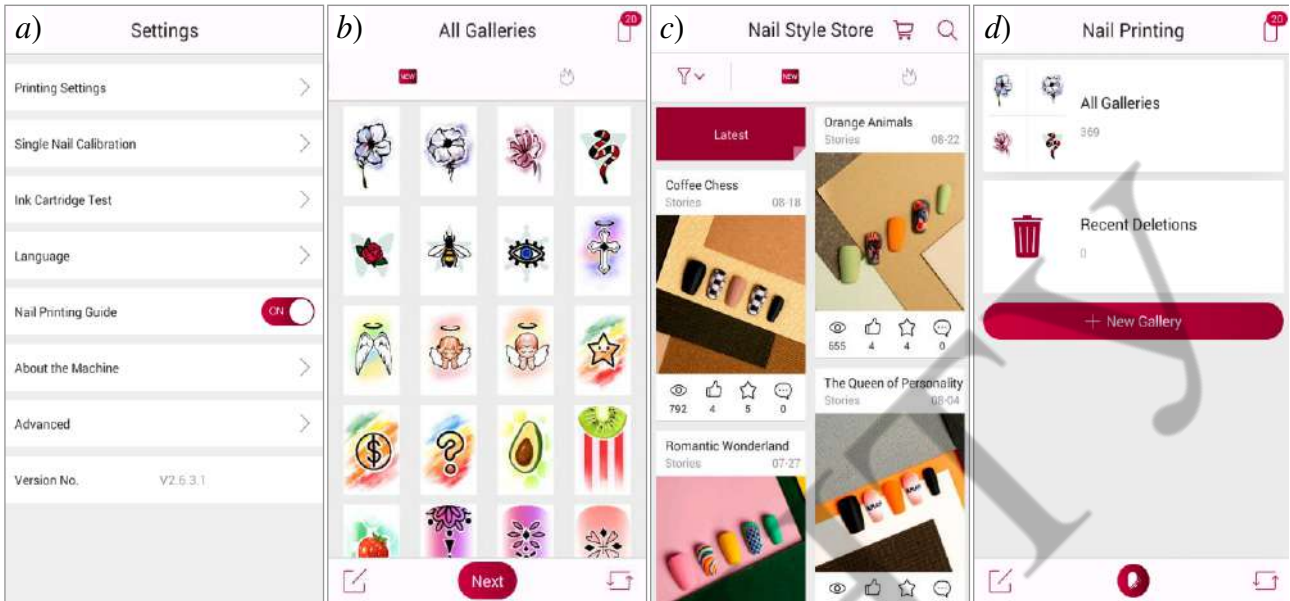 a)
Settings
Printing Settings
Single Nail Calibration
Ink Cartridge Test
Language
Nail Printing Guide
ON
About the Machine
Advanced
Version No. V2.6.3.1
b)
All Galleries
20
NEW
Next
c)
Nail Style Store
NEW
Latest
Coffee Chess
Stories 08-18
792 4 5 0
Romantic Wonderland
Stories 07-27
Orange Animals
Stories 08-22
655 4 4 0
The Queen of Personality
Stories 08-04
d)
Nail Printing
20
All Galleries
369
Recent Deletions
0
+ New Gallery